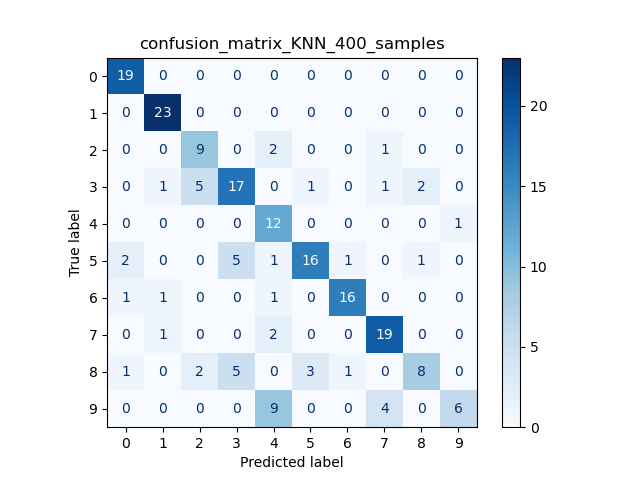 confusion_matrix_KNN_400_samples
0 19 0 0 0 0 0 0 0 0 0
1 0 23 0 0 0 0 0 0 0 0
2 0 0 9 0 2 0 0 1 0 0
3 0 1 5 17 0 1 0 1 2 0
4 0 0 0 0 12 0 0 0 0 1
5 2 0 0 5 1 16 1 0 1 0
6 1 1 0 0 1 0 16 0 0 0
7 0 1 0 0 2 0 0 19 0 0
8 1 0 2 5 0 3 1 0 8 0
9 0 0 0 0 9 0 0 4 0 6
0 1 2 3 4 5 6 7 8 9
Predicted label
True label
20
15
10
5
0